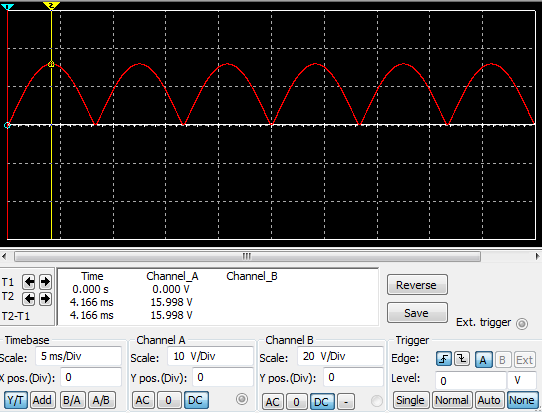 1 2
T1
T2
T2-T1
Time Channel_A Channel_B
0.000 s 0.000 V
4.166 ms 15.998 V
4.166 ms 15.998 V
Reverse
Save
Ext. trigger
Timebase
Scale: 5 ms/Div
X pos.(Div): 0
Y/T Add B/A A/B
Channel A
Scale: 10 V/Div
Y pos.(Div): 0
AC 0 DC
Channel B
Scale: 20 V/Div
Y pos.(Div): 0
AC 0 DC -
Trigger
Edge: A B Ext
Level: 0 V
Single Normal Auto None